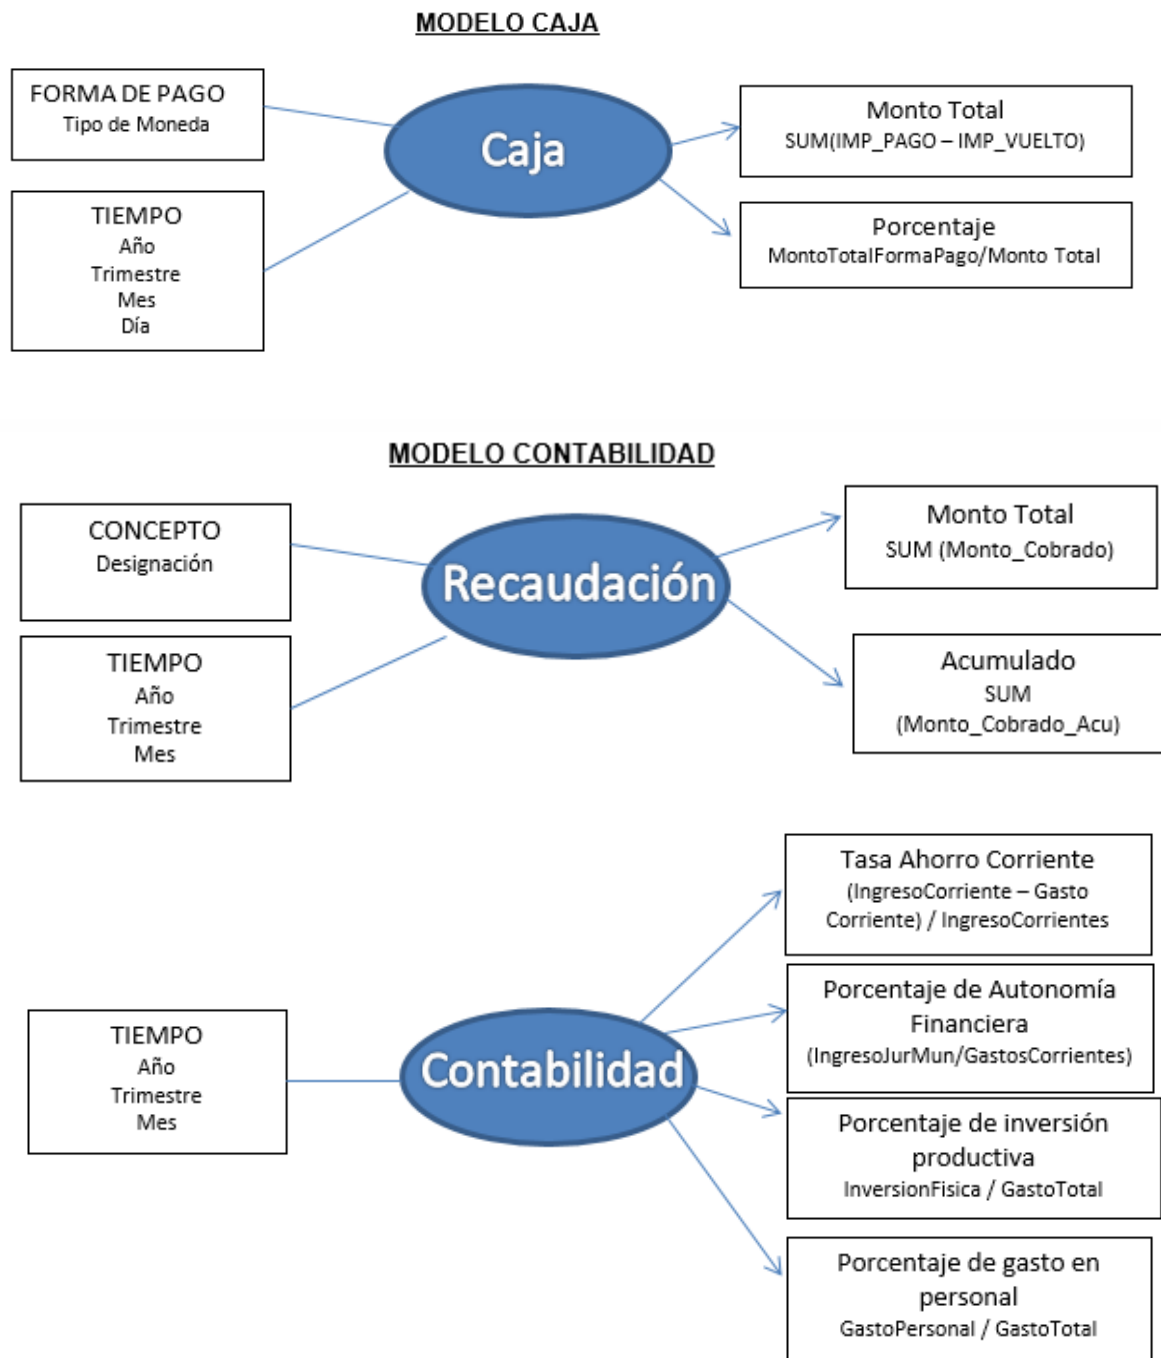 MODELO CAJA
FORMA DE PAGO
Tipo de Moneda
TIEMPO
Año
Trimestre
Mes
Día
Caja
Monto Total
SUM(IMP_PAGO – IMP_VUELTO)
Porcentaje
MontoTotalFormaPago/Monto Total
MODELO CONTABILIDAD
CONCEPTO
Designación
TIEMPO
Año
Trimestre
Mes
Recaudación
Monto Total
SUM (Monto_Cobrado)
Acumulado
SUM
(Monto_Cobrado_Acu)
TIEMPO
Año
Trimestre
Mes
Contabilidad
Tasa Ahorro Corriente
(IngresoCorriente – Gasto
Corriente) / IngresoCorrientes
Porcentaje de Autonomía
Financiera
(IngresoJurMun/GastosCorrientes)
Porcentaje de inversión
productiva
InversionFisica / GastoTotal
Porcentaje de gasto en
personal
GastoPersonal / GastoTotal